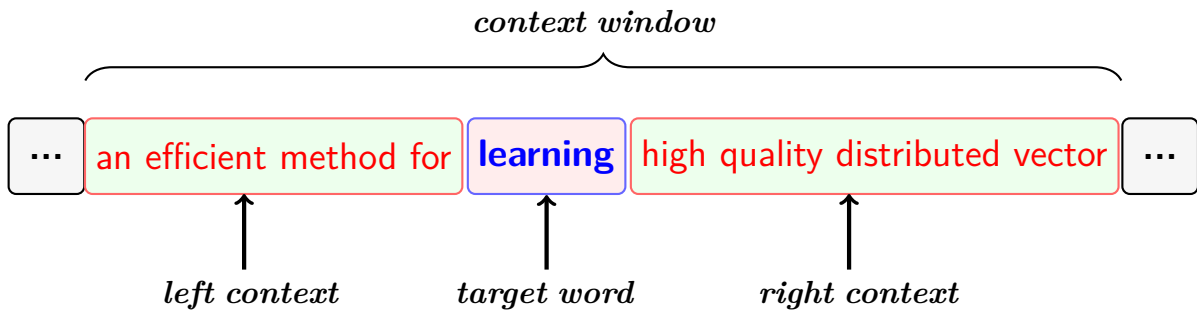 context window
... an efficient method for learning high quality distributed vector ...
left context target word right context